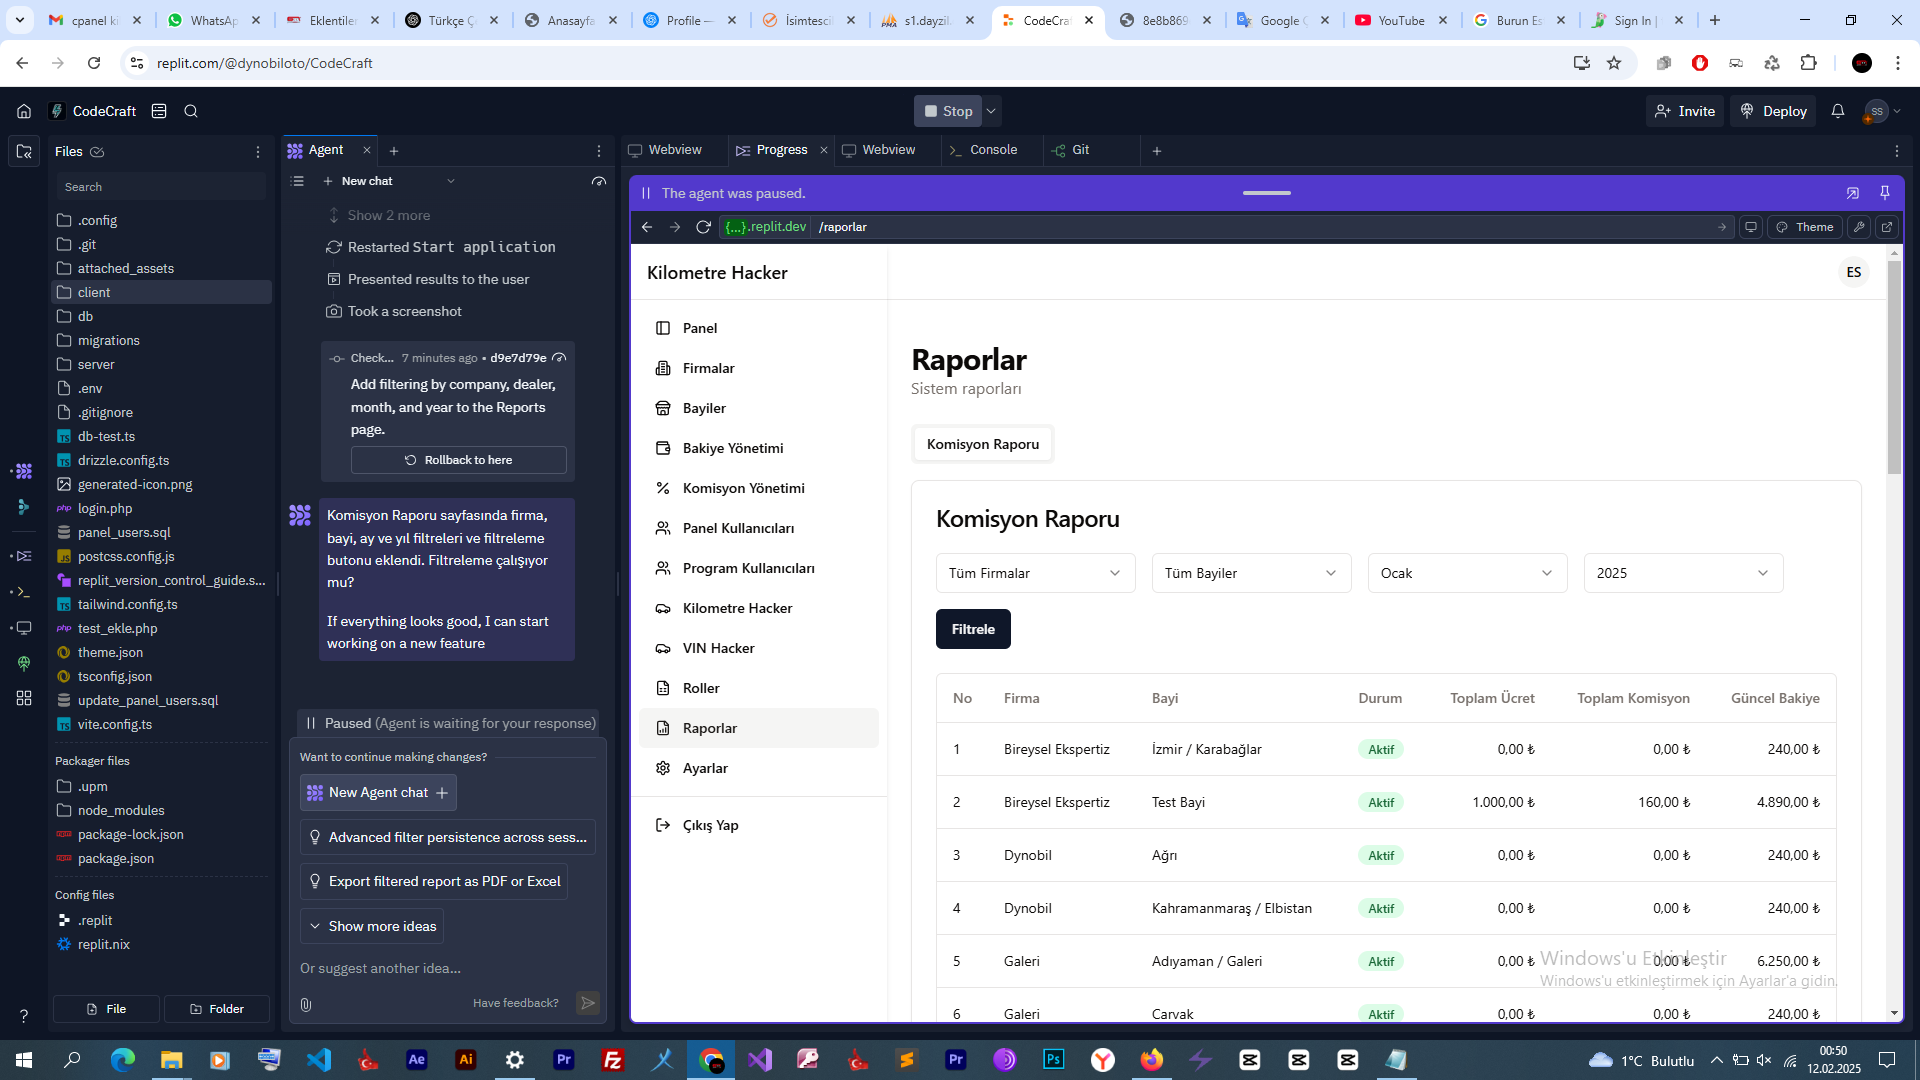 cpanel ki
WhatsAp
Eklentiler
Türkçe Ç
Anasayfa
Profile —
İsimtesci
s1.dayzil
CodeCra
8e8b869
Google Ç
YouTube
Burun Es
Sign In |
replit.com/@dynobiloto/CodeCraft
CodeCraft
Stop
Invite
Deploy
SS
Files
Search
.config
.git
attached_assets
client
db
migrations
server
.env
.gitignore
db-test.ts
drizzle.config.ts
generated-icon.png
login.php
panel_users.sql
postcss.config.js
replit_version_control_guide.s...
tailwind.config.ts
test_ekle.php
theme.json
tsconfig.json
update_panel_users.sql
vite.config.ts
Packager files
.upm
node_modules
package-lock.json
package.json
Config files
.replit
replit.nix
File
Folder
Agent
New chat
Show 2 more
Restarted Start application
Presented results to the user
Took a screenshot
Check... 7 minutes ago • d9e7d79e
Add filtering by company, dealer,
month, and year to the Reports
page.
Rollback to here
Komisyon Raporu sayfasında firma,
bayi, ay ve yıl filtreleri ve filtreleme
butonu eklendi. Filtreleme çalışıyor
mu?
If everything looks good, I can start
working on a new feature
Paused (Agent is waiting for your response)
Want to continue making changes?
New Agent chat
Advanced filter persistence across sess...
Export filtered report as PDF or Excel
Show more ideas
Or suggest another idea...
Have feedback?
Webview
Progress
Webview
Console
Git
The agent was paused.
{...}.replit.dev
/raporlar
Theme
Kilometre Hacker
ES
Panel
Firmalar
Bayiler
Bakiye Yönetimi
Komisyon Yönetimi
Panel Kullanıcıları
Program Kullanıcıları
Kilometre Hacker
VIN Hacker
Roller
Raporlar
Ayarlar
Çıkış Yap
Raporlar
Sistem raporları
Komisyon Raporu
Komisyon Raporu
Tüm Firmalar
Tüm Bayiler
Ocak
2025
Filtrele
No Firma Bayi Durum Toplam Ücret Toplam Komisyon Güncel Bakiye
1 Bireysel Ekspertiz İzmir / Karabağlar Aktif 0,00 ₺ 0,00 ₺ 240,00 ₺
2 Bireysel Ekspertiz Test Bayi Aktif 1.000,00 ₺ 160,00 ₺ 4.890,00 ₺
3 Dynobil Ağrı Aktif 0,00 ₺ 0,00 ₺ 240,00 ₺
4 Dynobil Kahramanmaraş / Elbistan Aktif 0,00 ₺ 0,00 ₺ 240,00 ₺
5 Galeri Adıyaman / Galeri Aktif 0,00 ₺ 0,00 ₺ 6.250,00 ₺
6 Galeri Carvak Aktif 0,00 ₺ 0,00 ₺ 240,00 ₺
Windows'u Etkinleştir
Windows'u etkinleştirmek için Ayarlar'a gidin.
1°C Bulutlu
00:50
12.02.2025